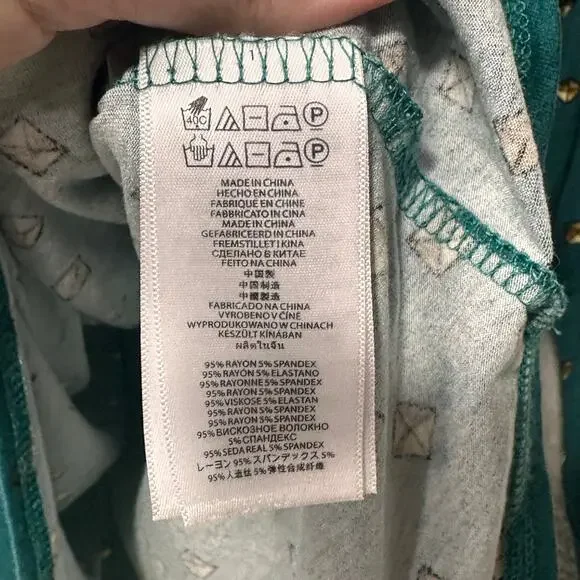 40C
P
P
MADE IN CHINA
HECHO EN CHINA
FABRIQUE EN CHINE
FABBRICATO IN CINA
MADE IN CHINA
GEFABRICEERD IN CHINA
FREMSTILLET I KINA
СДЕЛАНО В КИТАЕ
FEITO NA CHINA
中国製
中国制造
中國製造
FABRICADO NA CHINA
VYROBENO V ČÍNE
WYPRODUKOWANO W CHINACH
KÉSZÜLT KÍNÁBAN
ผลิตในจีน
95% RAYON 5% SPANDEX
95% RAYON 5% ELASTANO
95% RAYONNE 5% SPANDEX
95% RAYON 5% SPANDEX
95% VISKOSE 5% ELASTAN
95% RAYON 5% SPANDEX
95% RAYON 5% SPANDEX
95% ВИСКОЗНОЕ ВОЛОКНО
5% СПАНДЕКС
95% SEDA REAL 5% SPANDEX
レーヨン 95% スパンデックス 5%
95% 人造丝 5% 弹性合成纤维